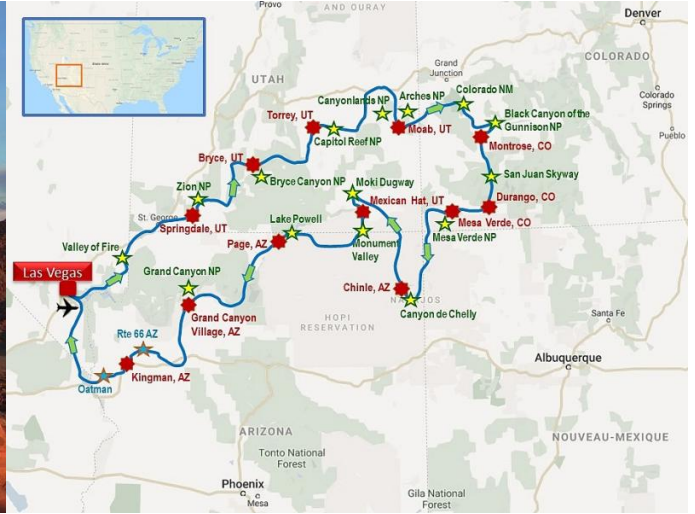 Provo
AND OURAY
Denver
Grand
Junction
COLORADO
UTAH
Colorado
Springs
Pueblo
Canyonlands NP
Arches NP
Colorado NM
Torrey, UT
Moab, UT
Black Canyon of the
Gunnison NP
Capitol Reef NP
Montrose, CO
Bryce, UT
Bryce Canyon NP
Moki Dugway
San Juan Skyway
Zion NP
Mexican Hat, UT
Durango, CO
St. George
Springdale, UT
Lake Powell
Mesa Verde, CO
Mesa Verde NP
Page, AZ
Monument
Valley
Valley of Fire
Las Vegas
Grand Canyon NP
Chinle, AZ
Canyon de Chelly
Grand Canyon
Village, AZ
HOPI
RESERVATION
Santa Fe
Rte 66 AZ
Albuquerque
Oatman
Kingman, AZ
ARIZONA
NOUVEAU-MEXIQUE
Tonto National
Forest
Phoenix
Mesa
Gila National
Forest